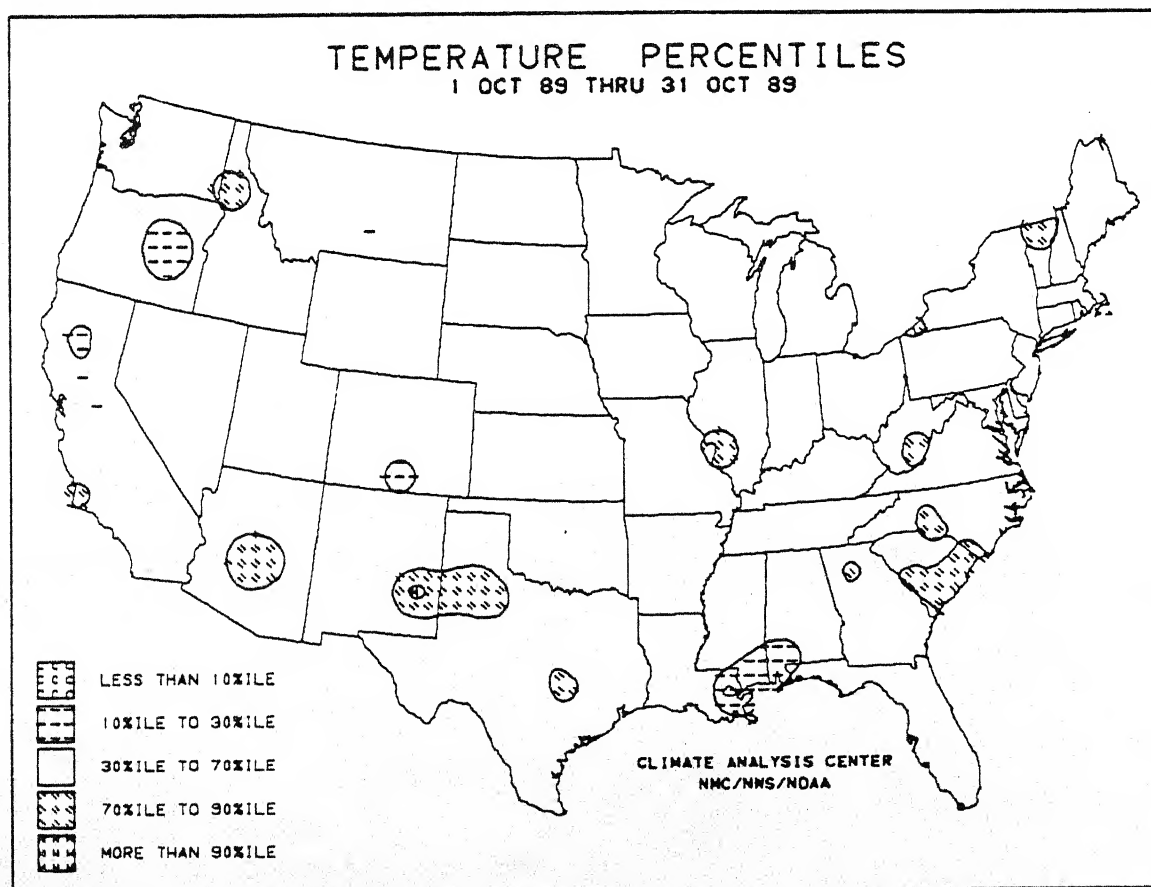 TEMPERATURE PERCENTILES
1 OCT 89 THRU 31 OCT 89
LESS THAN 10%ILE
10%ILE TO 30%ILE
30%ILE TO 70%ILE
70%ILE TO 90%ILE
MORE THAN 90%ILE
CLIMATE ANALYSIS CENTER
NMC/NWS/NOAA